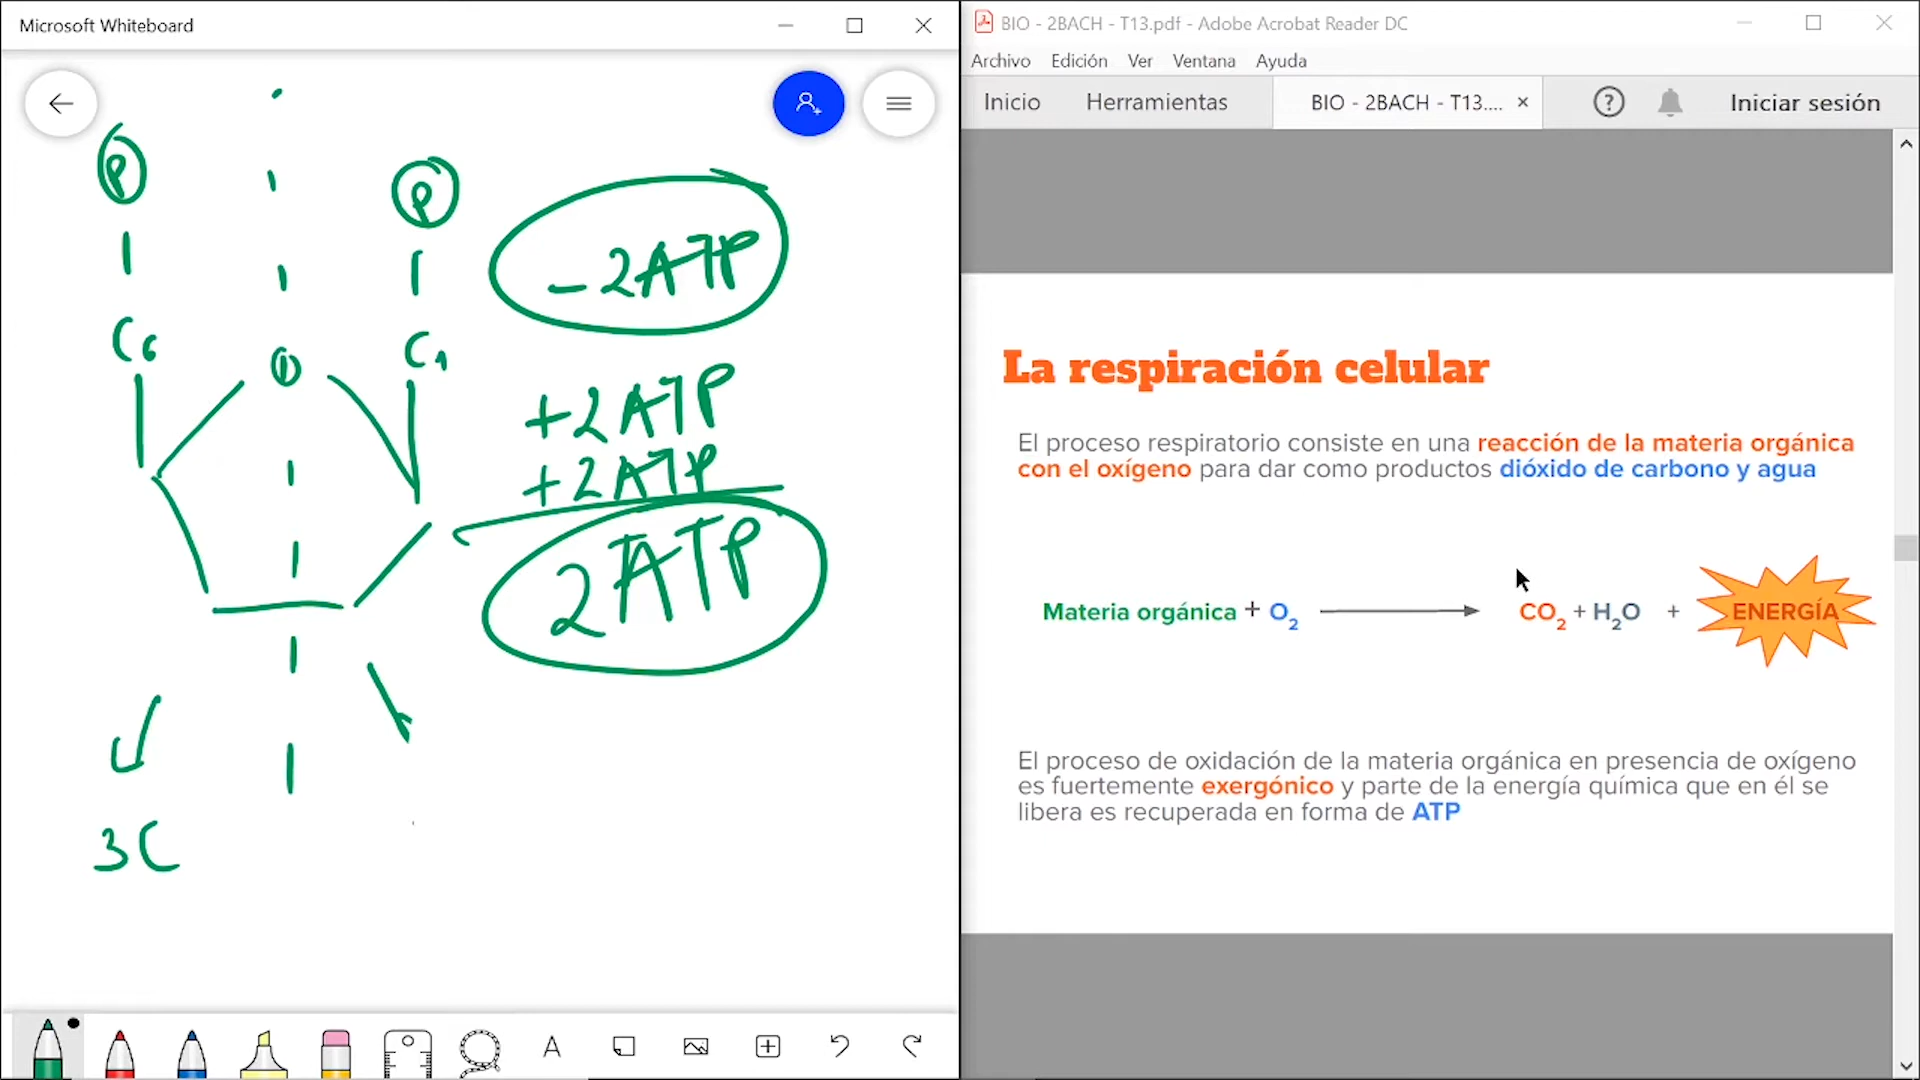 Microsoft Whiteboard
P
P
C6
O
C1
-2ATP
+2ATP
+2ATP
2ATP
3C
A
BIO - 2BACH - T13.pdf - Adobe Acrobat Reader DC
Archivo Edición Ver Ventana Ayuda
Inicio Herramientas BIO - 2BACH - T13.... × ? Iniciar sesión
La respiración celular
El proceso respiratorio consiste en una reacción de la materia orgánica
con el oxígeno para dar como productos dióxido de carbono y agua
Materia orgánica + O2 → CO2 + H2O + ENERGÍA
El proceso de oxidación de la materia orgánica en presencia de oxígeno
es fuertemente exergónico y parte de la energía química que en él se
libera es recuperada en forma de ATP